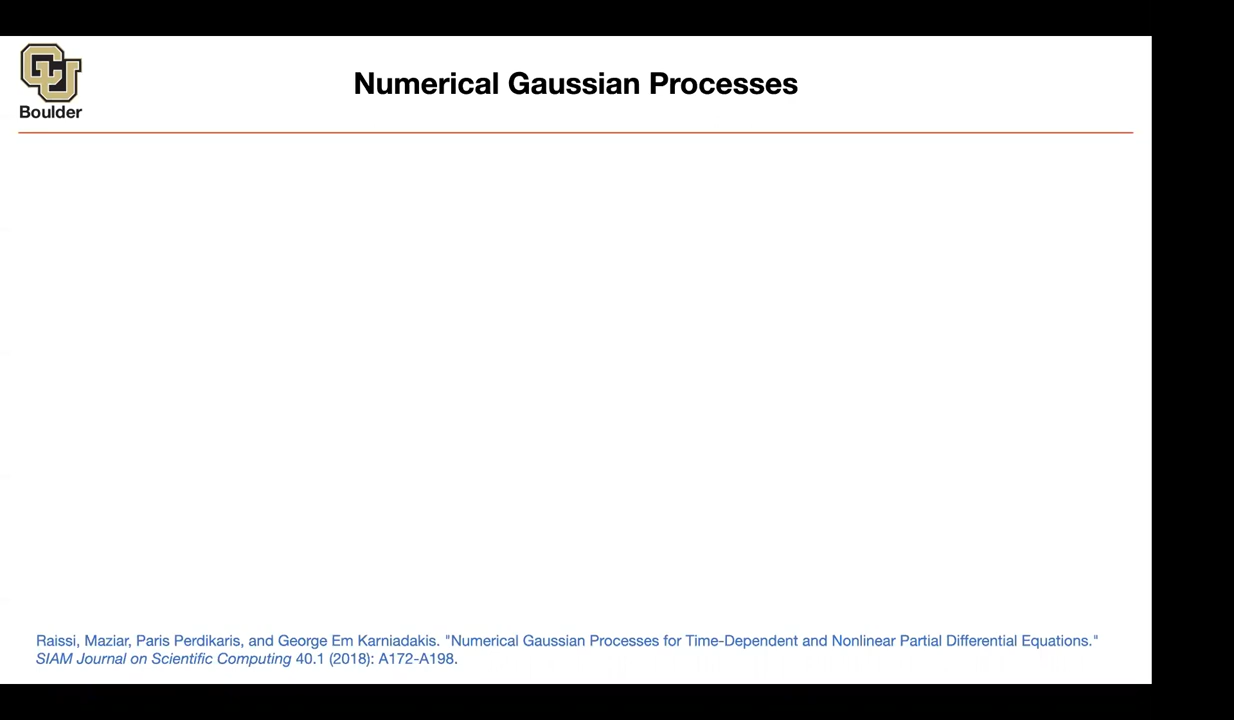 Boulder
Numerical Gaussian Processes
Raissi, Maziar, Paris Perdikaris, and George Em Karniadakis. "Numerical Gaussian Processes for Time-Dependent and Nonlinear Partial Differential Equations."
SIAM Journal on Scientific Computing 40.1 (2018): A172-A198.